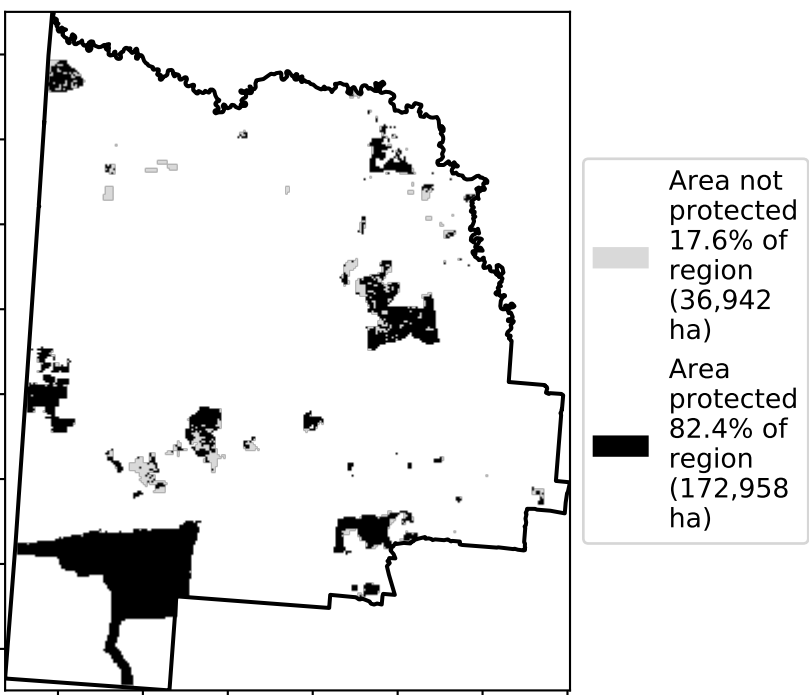 Area not
protected
17.6% of
region
(36,942
ha)
Area
protected
82.4% of
region
(172,958
ha)